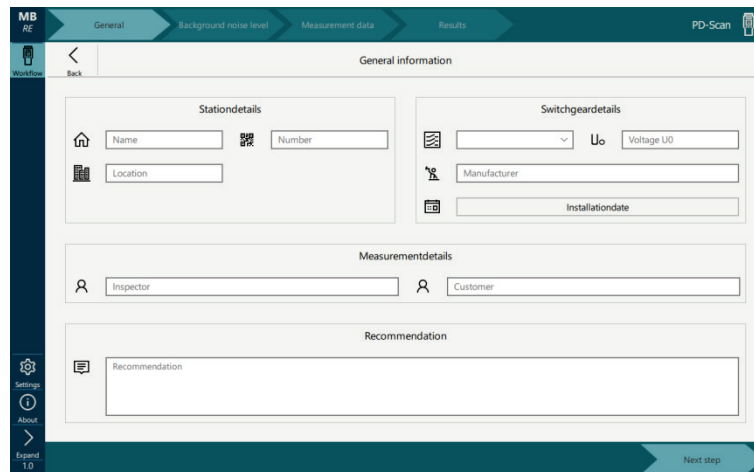 MB
RE
General
Background noise level
Measurement data
Results
PD-Scan
Workflow
Back
General information
Stationdetails
Name
Number
Location
Switchgeardetails
U₀
Voltage U0
Manufacturer
Installationdate
Measurementdetails
Inspector
Customer
Recommendation
Recommendation
Settings
About
Expand
1.0
Next step